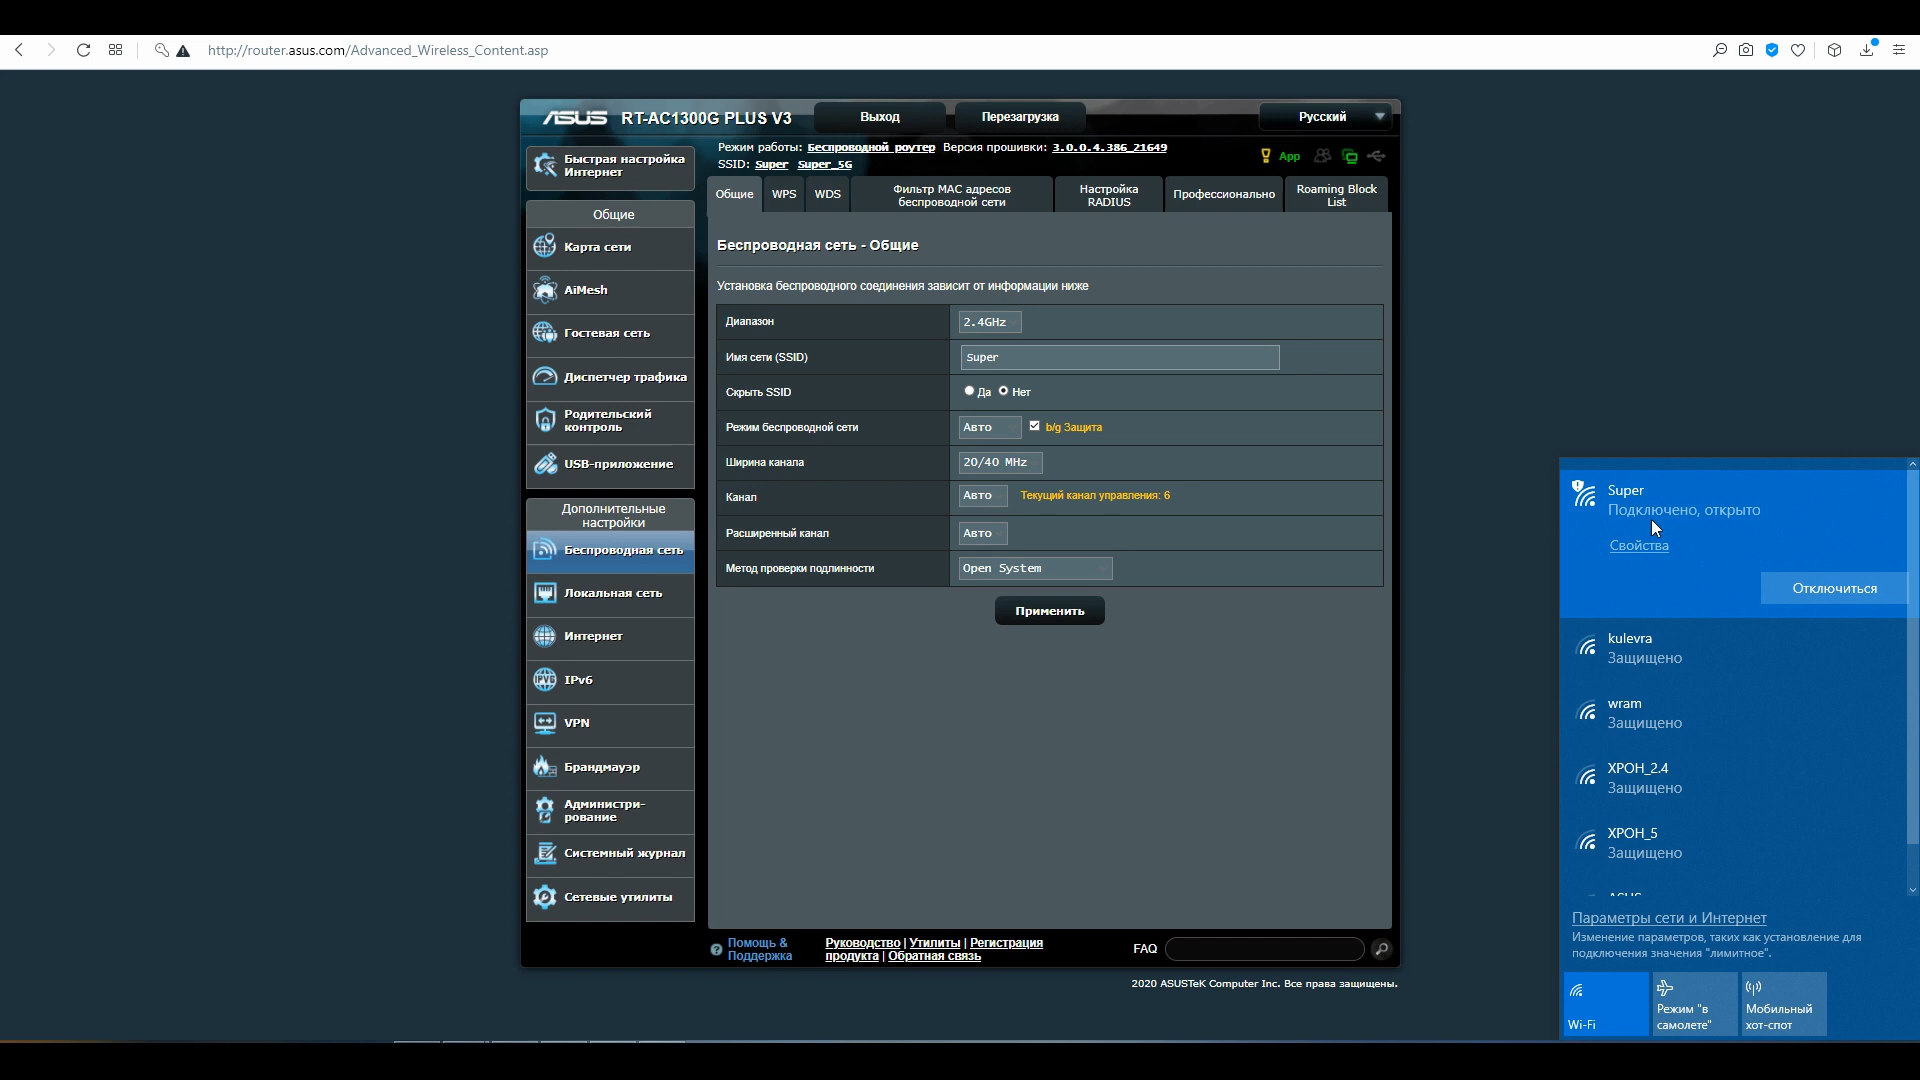 http://router.asus.com/Advanced_Wireless_Content.asp
ASUS RT-AC1300G PLUS V3
Выход
Перезагрузка
Русский
Режим работы: Беспроводной роутер Версия прошивки: 3.0.0.4.386_21649
SSID: Super Super_5G
App
Быстрая настройка
Интернет
Общие
Карта сети
AiMesh
Гостевая сеть
Диспетчер трафика
Родительский
контроль
USB-приложение
Дополнительные
настройки
Беспроводная сеть
Локальная сеть
Интернет
IPv6
VPN
Брандмауэр
Администри-
рование
Системный журнал
Сетевые утилиты
Общие
WPS
WDS
Фильтр MAC адресов
беспроводной сети
Настройка
RADIUS
Профессионально
Roaming Block
List
Беспроводная сеть - Общие
Установка беспроводного соединения зависит от информации ниже
Диапазон
2.4GHz
Имя сети (SSID)
Super
Скрыть SSID
Да Нет
Режим беспроводной сети
Авто b/g Защита
Ширина канала
20/40 MHz
Канал
Авто Текущий канал управления: 6
Расширенный канал
Авто
Метод проверки подлинности
Open System
Применить
Помощь &
Поддержка
Руководство | Утилиты | Регистрация
продукта | Обратная связь
FAQ
2020 ASUSTeK Computer Inc. Все права защищены.
Super
Подключено, открыто
Свойства
Отключиться
kulevra
Защищено
wram
Защищено
ХРОН_2.4
Защищено
ХРОН_5
Защищено
Параметры сети и Интернет
Изменение параметров, таких как установление для
подключения значения "лимитное".
Wi-Fi
Режим "в
самолете"
Мобильный
хот-спот